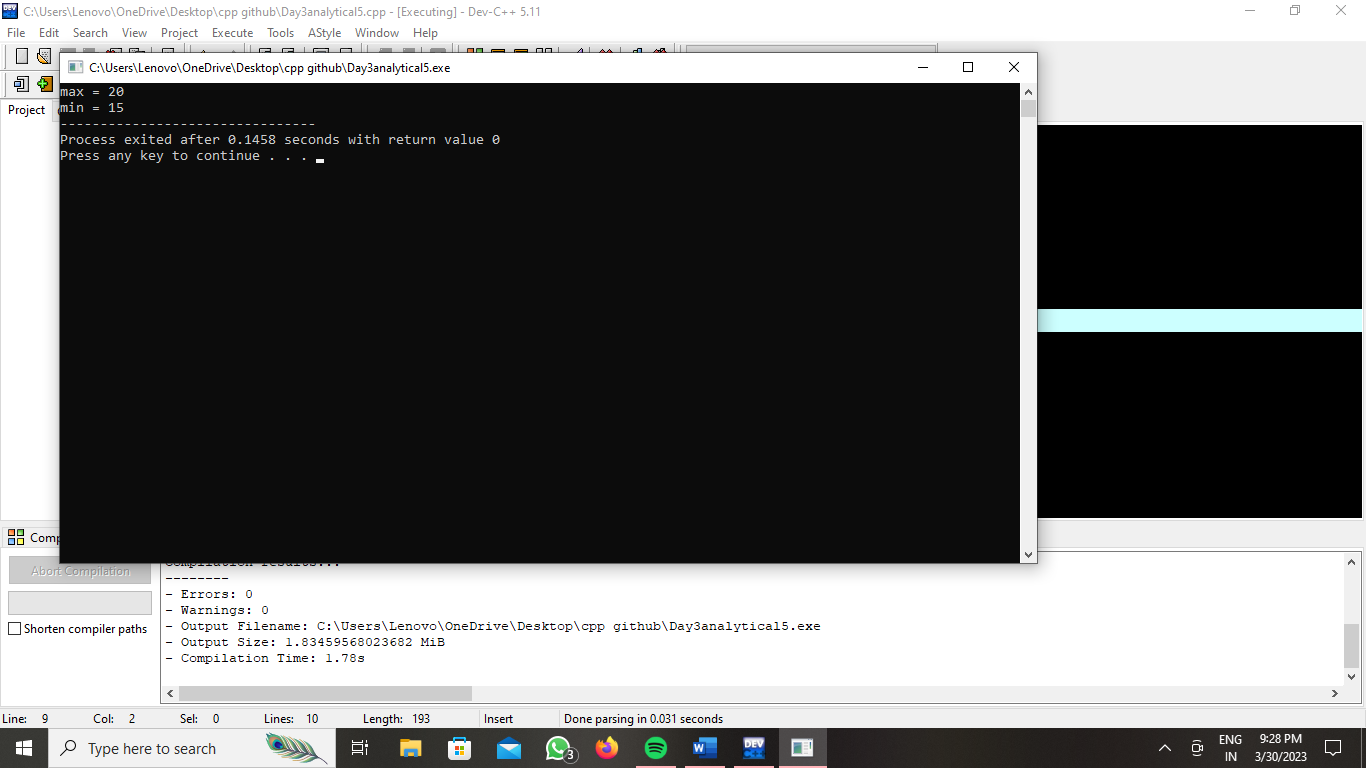 C:\Users\Lenovo\OneDrive\Desktop\cpp github\Day3analytical5.cpp - [Executing] - Dev-C++ 5.11
File Edit Search View Project Execute Tools AStyle Window Help
C:\Users\Lenovo\OneDrive\Desktop\cpp github\Day3analytical5.exe
Project
max = 20
min = 15
--------------------------------
Process exited after 0.1458 seconds with return value 0
Press any key to continue . . .
Comp
Abort Compilation
Shorten compiler paths
Compilation results...
--------
- Errors: 0
- Warnings: 0
- Output Filename: C:\Users\Lenovo\OneDrive\Desktop\cpp github\Day3analytical5.exe
- Output Size: 1.83459568023682 MiB
- Compilation Time: 1.78s
Line: 9 Col: 2 Sel: 0 Lines: 10 Length: 193 Insert Done parsing in 0.031 seconds
Type here to search
3
W
DEV
ENG
IN
9:28 PM
3/30/2023